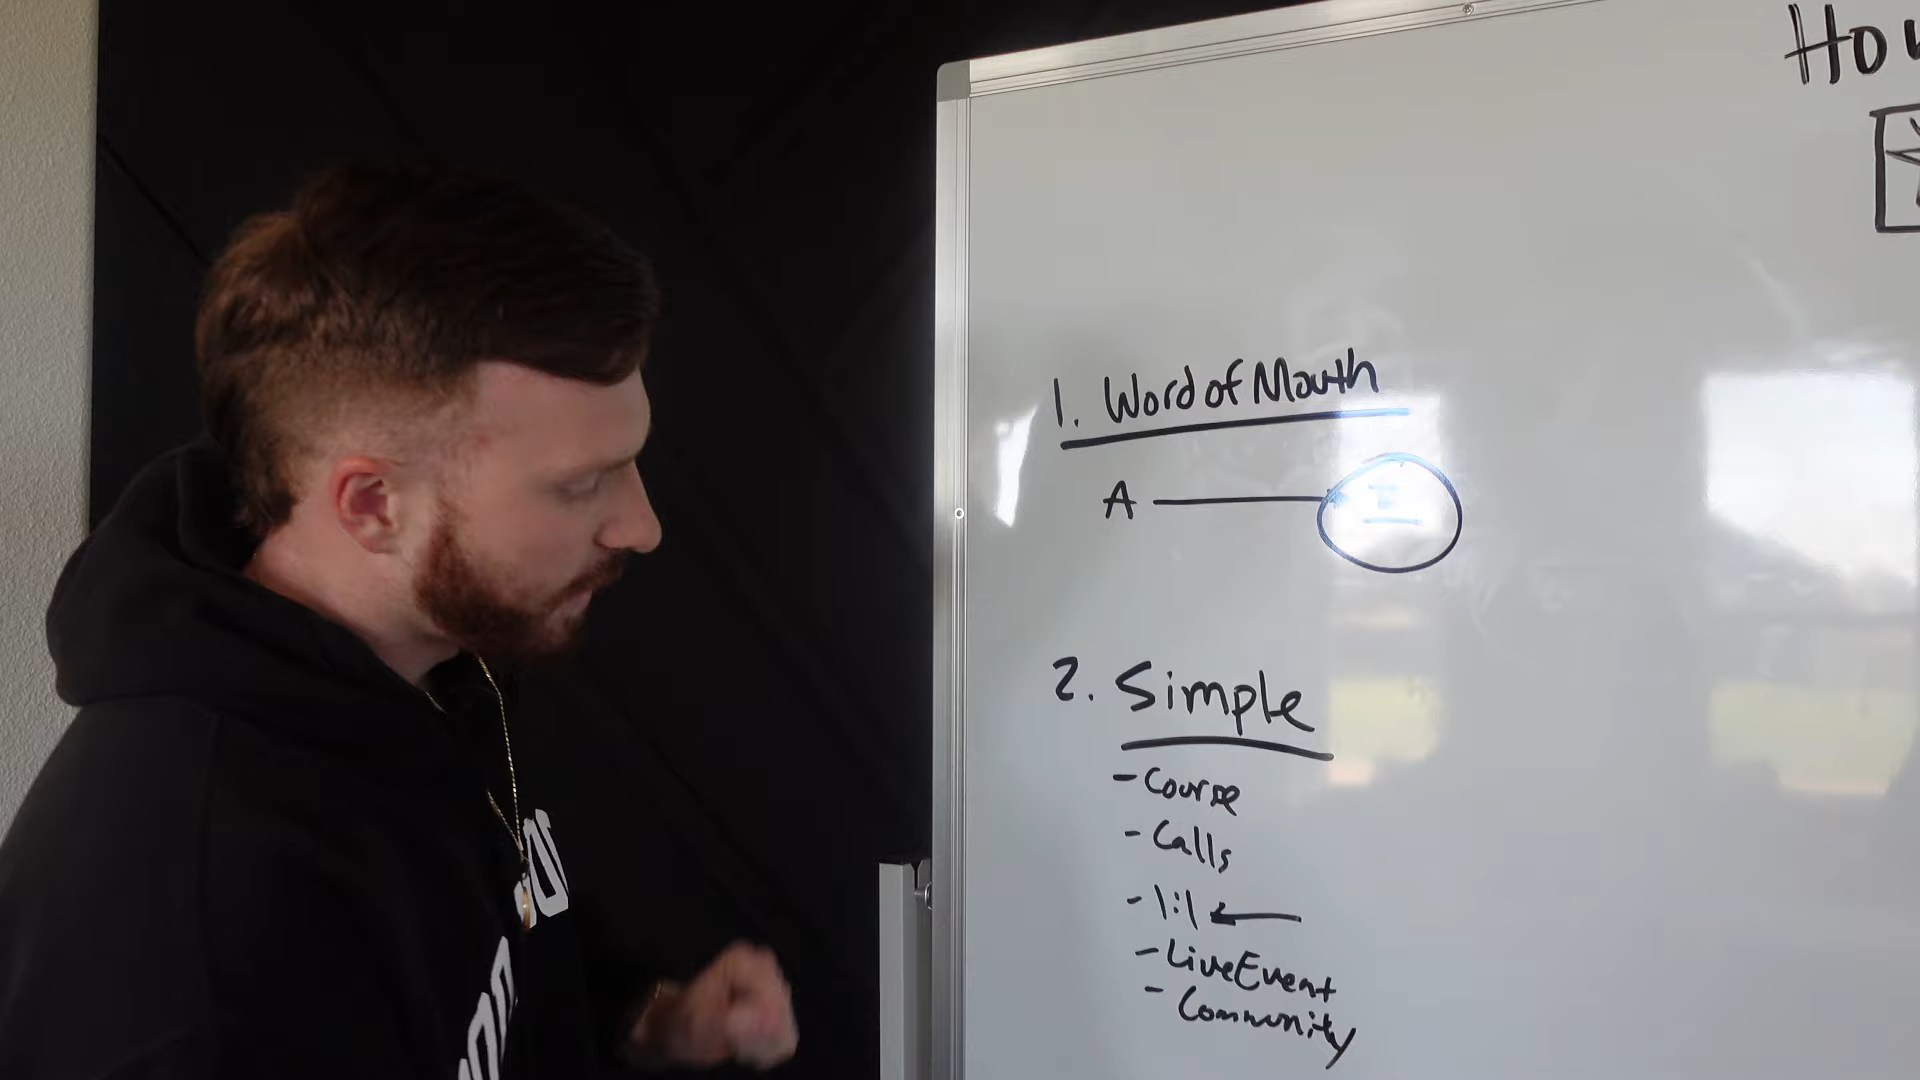 1. Word of Mouth
A
2. Simple
- Course
- Calls
- 1:1
- Live Event
- Community